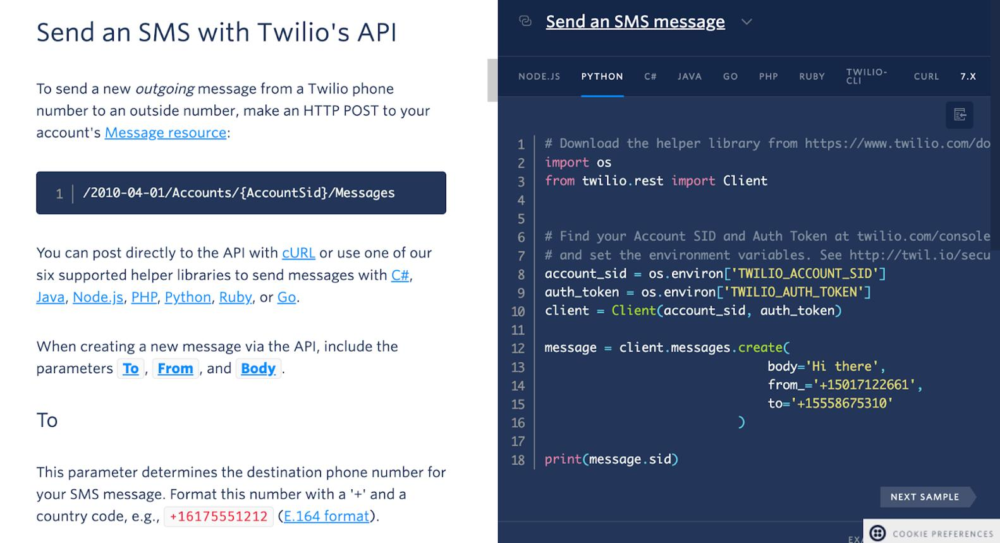 Send an SMS with Twilio's API
To send a new outgoing message from a Twilio phone
number to an outside number, make an HTTP POST to your
account's Message resource:
1 /2010-04-01/Accounts/{AccountSid}/Messages
You can post directly to the API with cURL or use one of our
six supported helper libraries to send messages with C#,
Java, Node.js, PHP, Python, Ruby, or Go.
When creating a new message via the API, include the
parameters To , From , and Body .
To
This parameter determines the destination phone number for
your SMS message. Format this number with a '+' and a
country code, e.g., +16175551212 (E.164 format).
Send an SMS message
NODE.JS PYTHON C# JAVA GO PHP RUBY TWILIO-CLI CURL 7.X
1 # Download the helper library from https://www.twilio.com/do
2 import os
3 from twilio.rest import Client
4
5
6 # Find your Account SID and Auth Token at twilio.com/console
7 # and set the environment variables. See http://twil.io/secu
8 account_sid = os.environ['TWILIO_ACCOUNT_SID']
9 auth_token = os.environ['TWILIO_AUTH_TOKEN']
10 client = Client(account_sid, auth_token)
11
12 message = client.messages.create(
13 body='Hi there',
14 from_='+15017122661',
15 to='+15558675310'
16 )
17
18 print(message.sid)
NEXT SAMPLE
COOKIE PREFERENCES